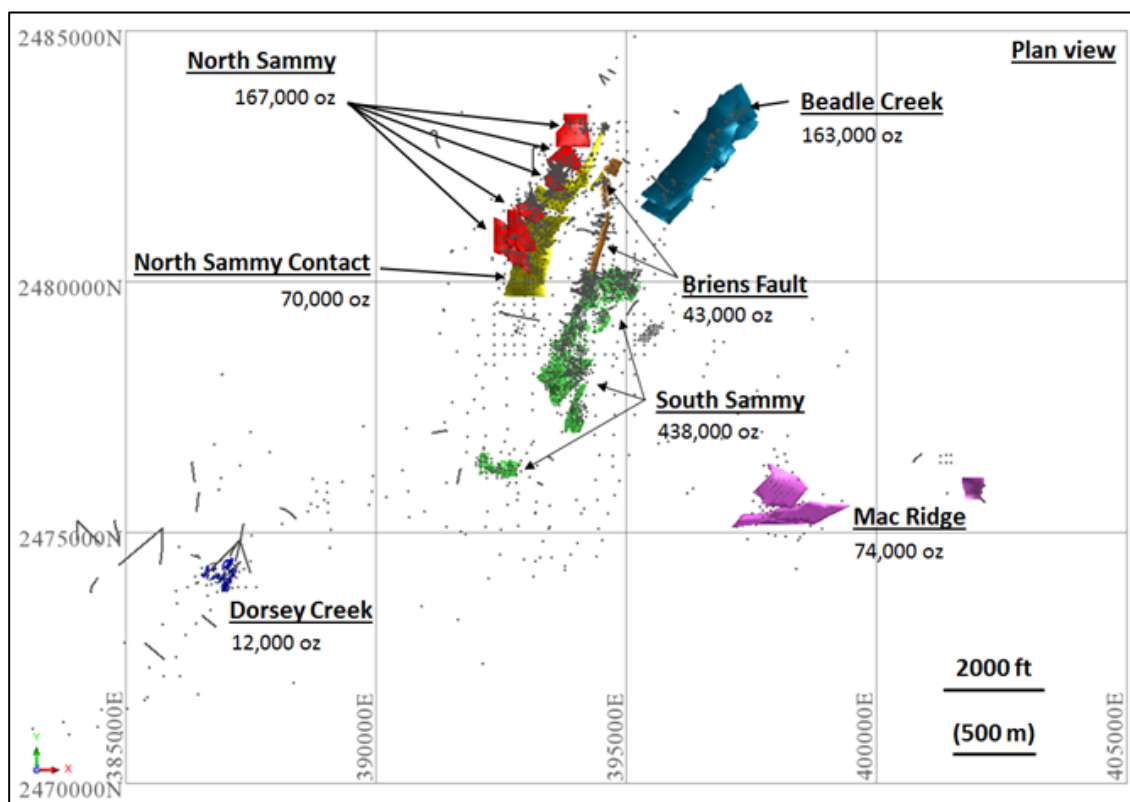 2485000N
Plan view
North Sammy
167,000 oz
Beadle Creek
163,000 oz
North Sammy Contact
70,000 oz
2480000N
Briens Fault
43,000 oz
South Sammy
438,000 oz
Mac Ridge
74,000 oz
2475000N
Dorsey Creek
12,000 oz
2000 ft
(500 m)
385000E
390000E
395000E
400000E
405000E
Y
X
2470000N